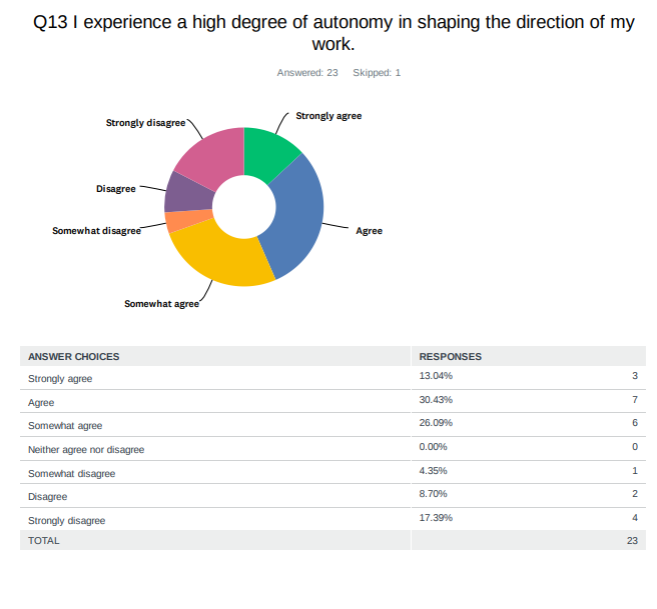 Q13 I experience a high degree of autonomy in shaping the direction of my
work.
Answered: 23 Skipped: 1
Strongly agree
Strongly disagree
Disagree
Somewhat disagree
Agree
Somewhat agree
ANSWER CHOICES RESPONSES
Strongly agree 13.04% 3
Agree 30.43% 7
Somewhat agree 26.09% 6
Neither agree nor disagree 0.00% 0
Somewhat disagree 4.35% 1
Disagree 8.70% 2
Strongly disagree 17.39% 4
TOTAL 23